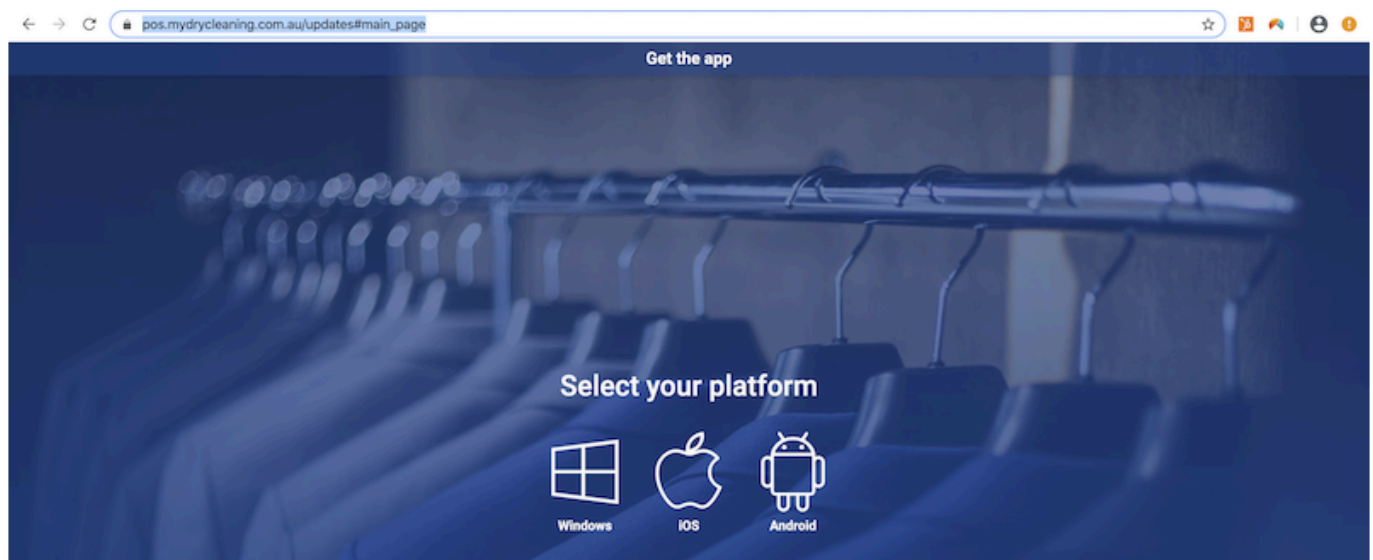 pos.mydrycleaning.com.au/updates#main_page
Get the app
Select your platform
Windows iOS Android